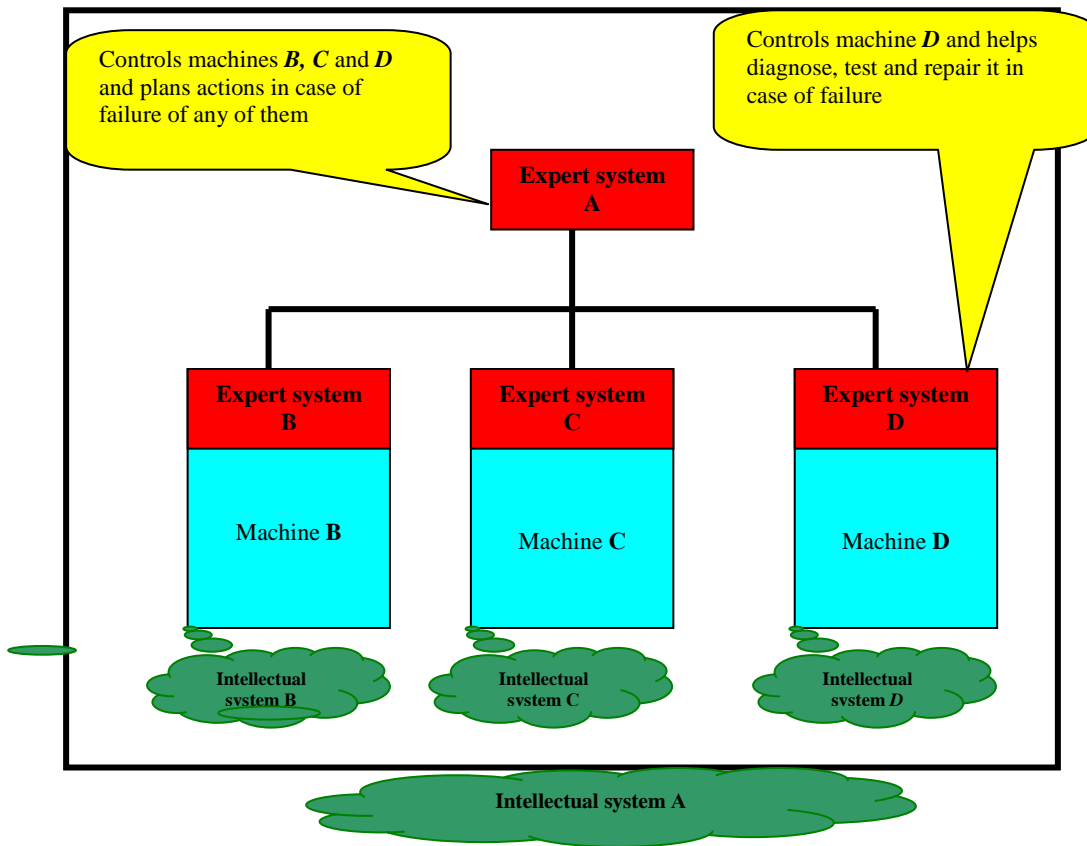 Controls machines B, C and D
and plans actions in case of
failure of any of them
Controls machine D and helps
diagnose, test and repair it in
case of failure
Expert system
A
Expert system
B
Expert system
C
Expert system
D
Machine B
Machine C
Machine D
Intellectual
system B
Intellectual
system C
Intellectual
system D
Intellectual system A